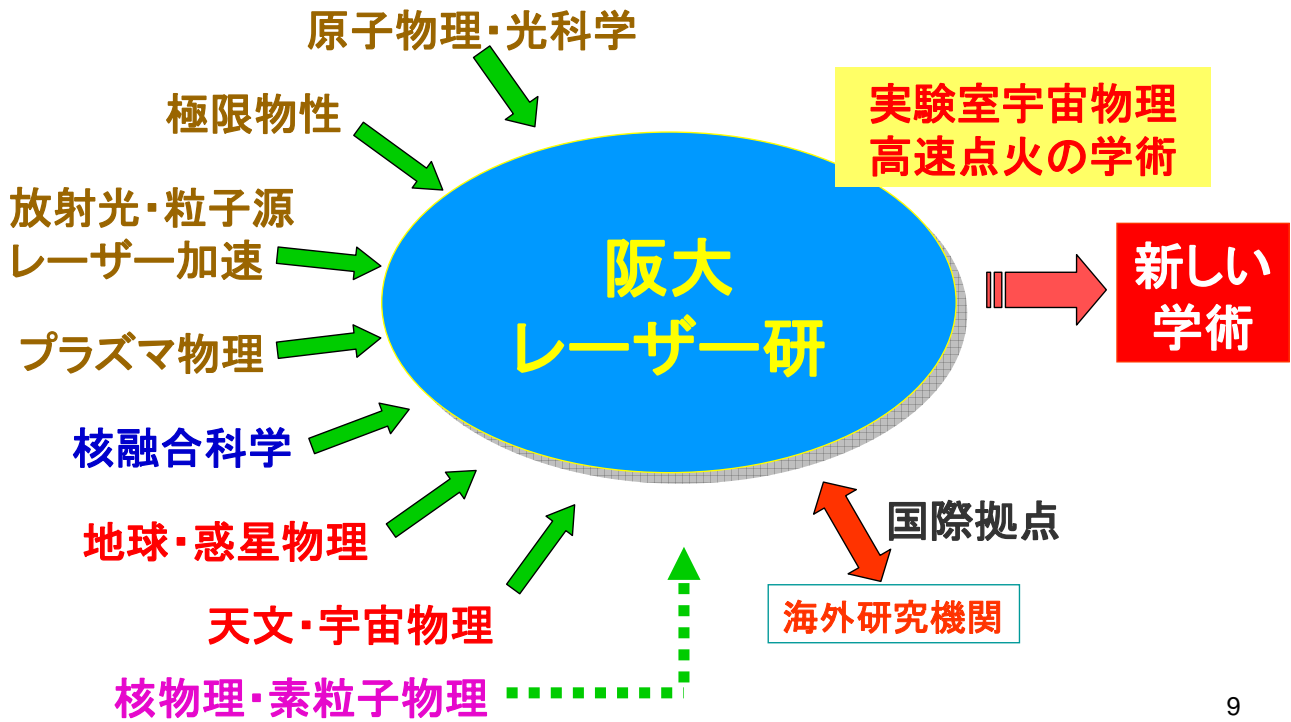 原子物理・光科学
極限物性
放射光・粒子源
レーザー加速
プラズマ物理
核融合科学
地球・惑星物理
天文・宇宙物理
核物理・素粒子物理
阪大
レーザー研
実験室宇宙物理
高速点火の学術
新しい
学術
国際拠点
海外研究機関
9